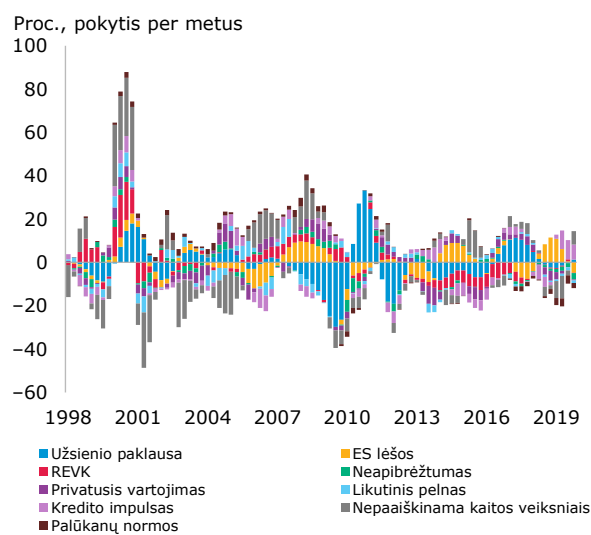 Proc., pokytis per metus
100
80
60
40
20
0
−20
−40
−60
1998 2001 2004 2007 2010 2013 2016 2019
Užsienio paklausa
ES lėšos
REVK
Neapibrėžtumas
Privatusis vartojimas
Likutinis pelnas
Kredito impulsas
Nepaaiškinama kaitos veiksniais
Palūkanų normos